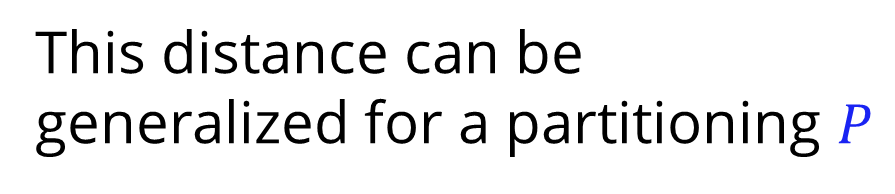 This distance can be
generalized for a partitioning P